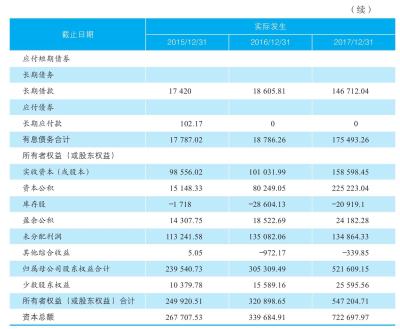 （续）
截止日期 实际发生
2015/12/31 2016/12/31 2017/12/31
应付短期债券
长期债务
长期借款 17 420 18 605.81 146 712.04
应付债券
长期应付款 102.17 0 0
有息债务合计 17 787.02 18 786.26 175 493.26
所有者权益（或股东权益）
实收资本（或股本） 98 556.02 101 031.99 158 598.45
资本公积 15 148.33 80 249.05 225 223.04
库存股 −1 718 −28 604.13 −20 919.1
盈余公积 14 307.75 18 522.69 24 182.28
未分配利润 113 241.58 135 082.06 134 864.33
其他综合收益 5.05 −972.17 −339.85
归属母公司股东权益合计 239 540.73 305 309.49 521 609.15
少数股东权益 10 379.78 15 589.16 25 595.56
所有者权益（或股东权益）合计 249 920.51 320 898.65 547 204.71
资本总额 267 707.53 339 684.91 722 697.97